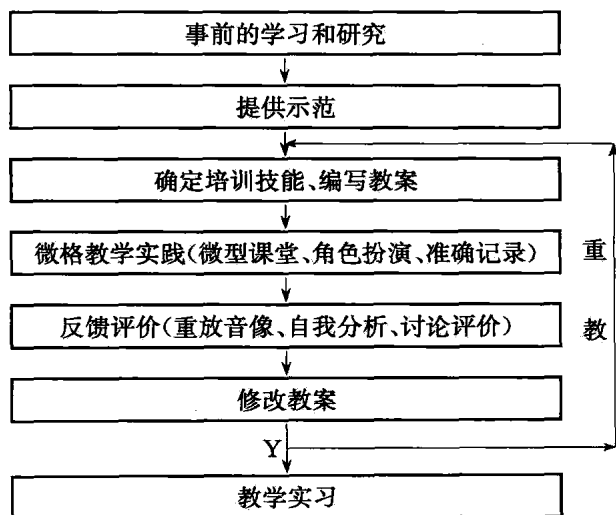 事前的学习和研究
提供示范
确定培训技能、编写教案
微格教学实践(微型课堂、角色扮演、准确记录)
重
反馈评价(重放音像、自我分析、讨论评价)
教
修改教案
Y
教学实习